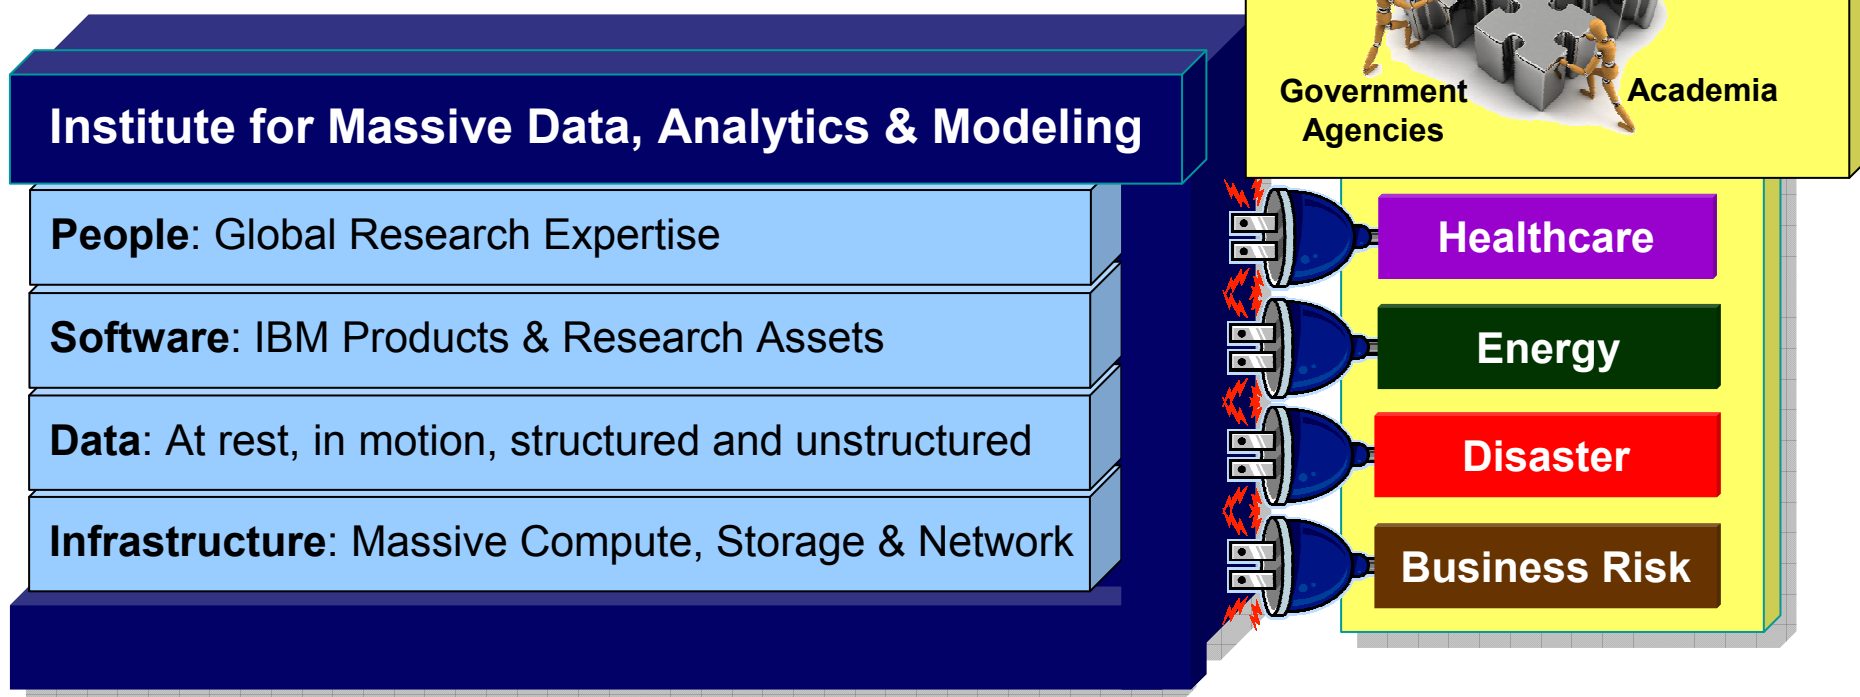 Institute for Massive Data, Analytics & Modeling
People: Global Research Expertise
Software: IBM Products & Research Assets
Data: At rest, in motion, structured and unstructured
Infrastructure: Massive Compute, Storage & Network
Government
Agencies
Academia
Healthcare
Energy
Disaster
Business Risk